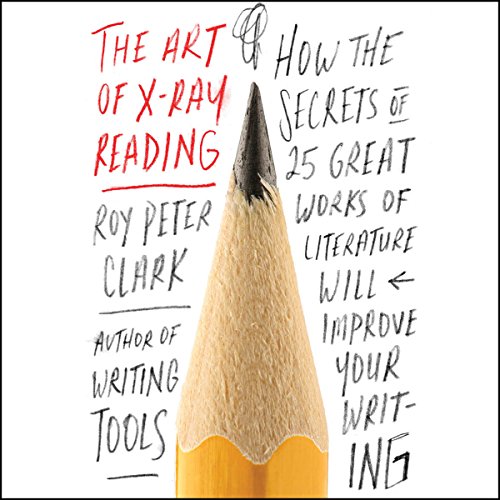 THE ART
OF X-RAY
READING
ROY PETER
CLARK
AUTHOR OF
WRITING
TOOLS
HOW THE
SECRETS OF
25 GREAT
WORKS OF
LITERATURE
WILL ←
IMPROVE
YOUR
WRIT-
ING